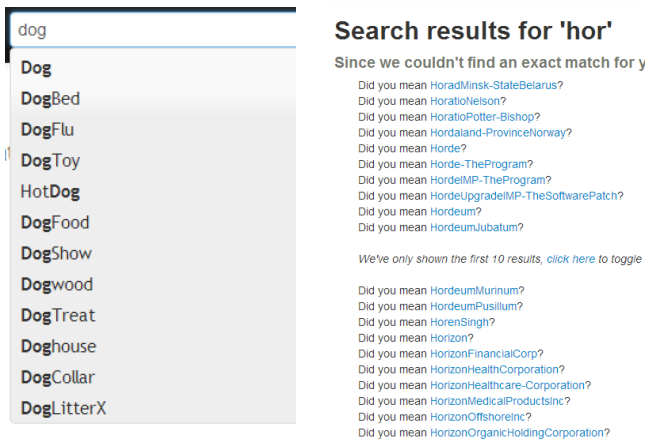 dog
Dog
DogBed
DogFlu
DogToy
HotDog
DogFood
DogShow
Dogwood
DogTreat
Doghouse
DogCollar
DogLitterX
Search results for 'hor'
Since we couldn't find an exact match for y
Did you mean HoradMinsk-StateBelarus?
Did you mean HoratioNelson?
Did you mean HoratioPotter-Bishop?
Did you mean Hordaland-ProvinceNorway?
Did you mean Horde?
Did you mean Horde-TheProgram?
Did you mean HordeIMP-TheProgram?
Did you mean HordeUpgradeIMP-TheSoftwarePatch?
Did you mean Hordeum?
Did you mean HordeumJubatum?
We've only shown the first 10 results, click here to toggle
Did you mean HordeumMurinum?
Did you mean HordeumPusillum?
Did you mean HorenSingh?
Did you mean Horizon?
Did you mean HorizonFinancialCorp?
Did you mean HorizonHealthCorporation?
Did you mean HorizonHealthcare-Corporation?
Did you mean HorizonMedicalProductsInc?
Did you mean HorizonOffshoreInc?
Did you mean HorizonOrganicHoldingCorporation?